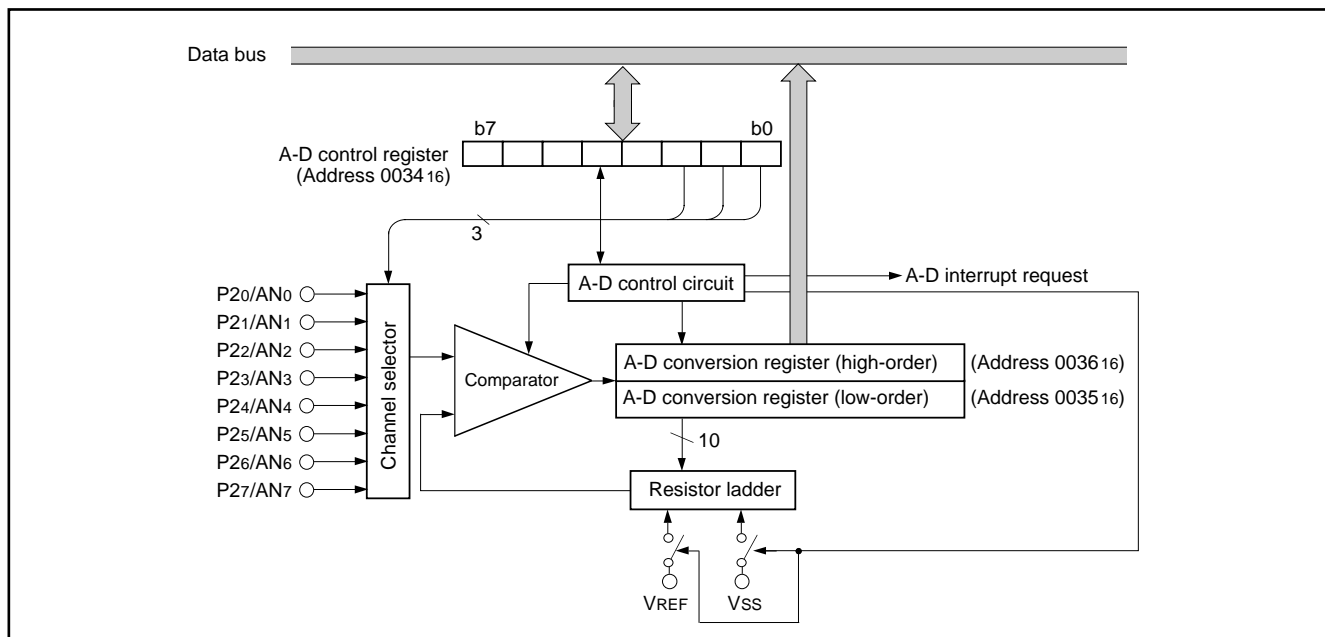 Data bus
b7 b0
A-D control register
(Address 0034 16)
3
A-D control circuit
A-D interrupt request
P20/AN0
P21/AN1
P22/AN2
P23/AN3
P24/AN4
P25/AN5
P26/AN6
P27/AN7
Channel selector
Comparator
A-D conversion register (high-order) (Address 0036 16)
A-D conversion register (low-order) (Address 0035 16)
10
Resistor ladder
VREF VSS